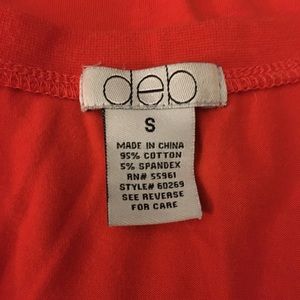 deb
S
MADE IN CHINA
95% COTTON
5% SPANDEX
RN# 55961
STYLE# 60269
SEE REVERSE
FOR CARE